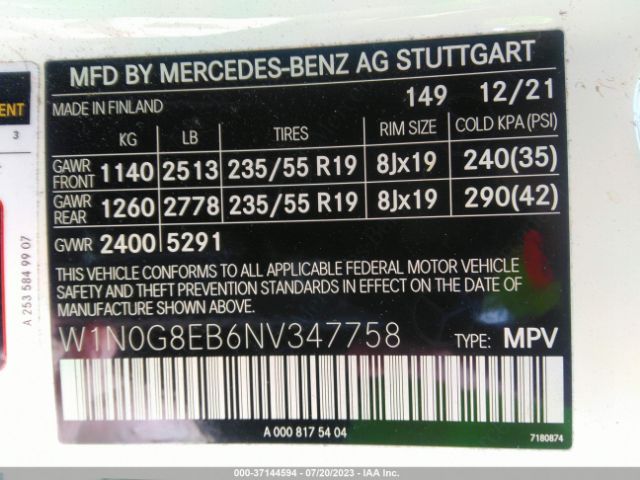 MFD BY MERCEDES-BENZ AG STUTTGART
MADE IN FINLAND 149 12/21
KG LB TIRES RIM SIZE COLD KPA (PSI)
GAWR FRONT 1140 2513 235/55 R19 8Jx19 240(35)
GAWR REAR 1260 2778 235/55 R19 8Jx19 290(42)
GVWR 2400 5291
THIS VEHICLE CONFORMS TO ALL APPLICABLE FEDERAL MOTOR VEHICLE
SAFETY AND THEFT PREVENTION STANDARDS IN EFFECT ON THE DATE OF
MANUFACTURE SHOWN ABOVE.
W1N0G8EB6NV347758 TYPE: MPV
A 000 817 54 04
7180874
A 253 584 99 07
3
000-37144594 - 07/20/2023 - IAA Inc.